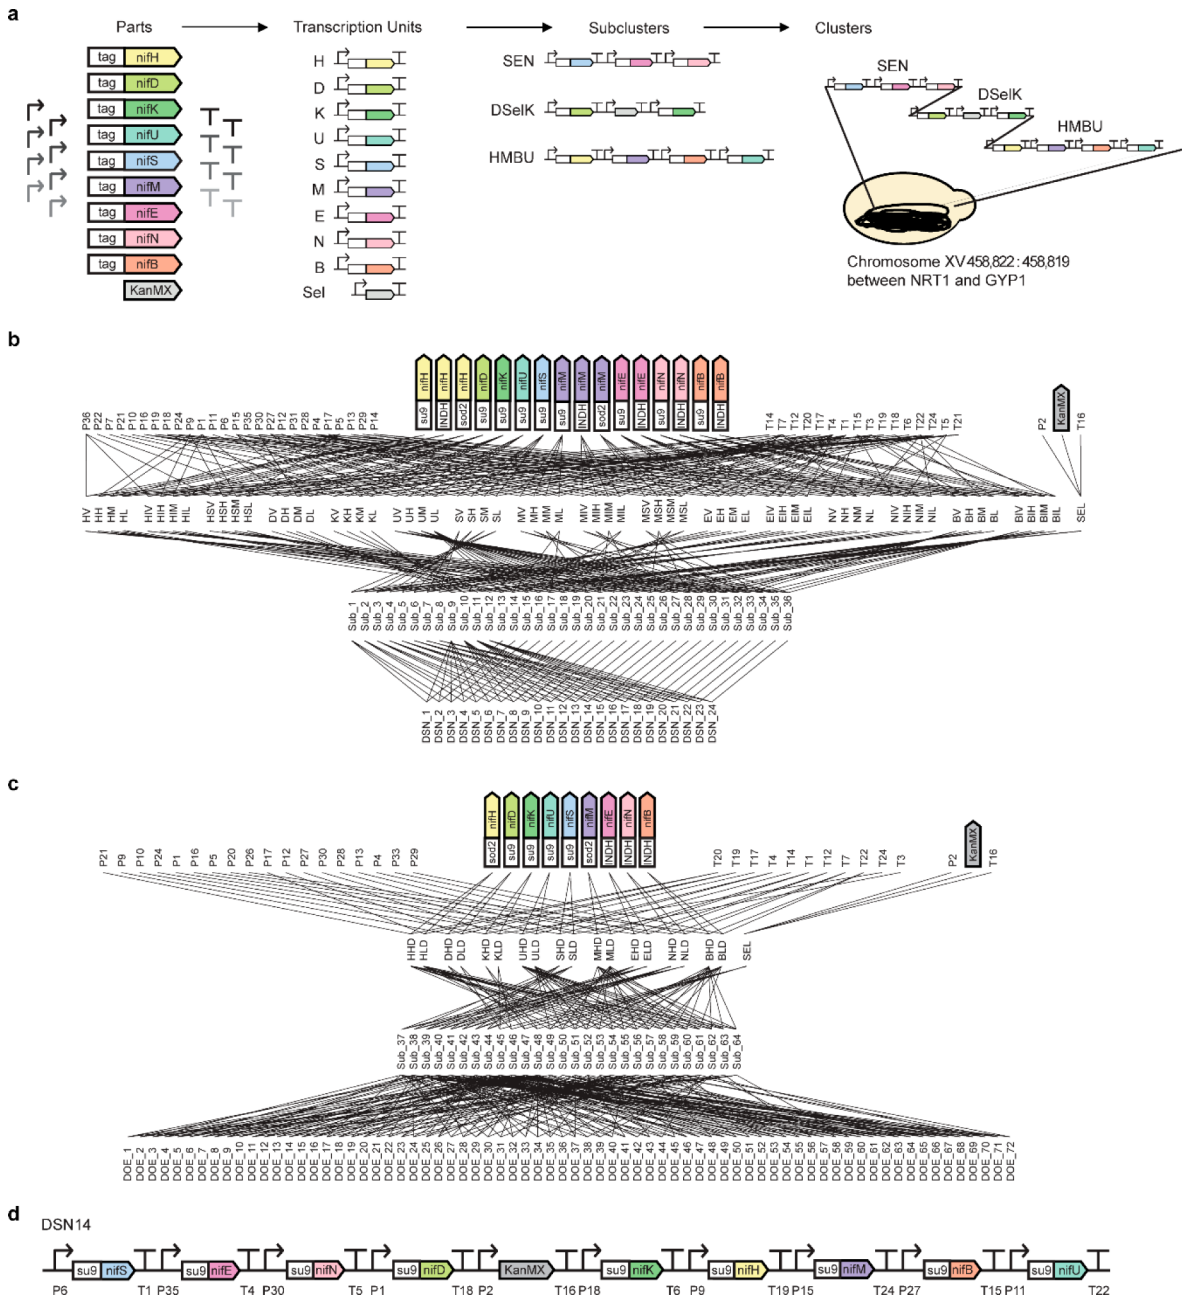 a
Parts
Transcription Units
Subclusters
Clusters
tag nifH
tag nifD
tag nifK
tag nifU
tag nifS
tag nifM
tag nifE
tag nifN
tag nifB
KanMX
H
D
K
U
S
M
E
N
B
Sel
SEN
DSelK
HMBU
SEN
DSelK
HMBU
Chromosome XV 458,822:458,819
between NRT1 and GYP1
b
su9 nifH
INDH nifH
sod2 nifH
su9 nifD
su9 nifK
su9 nifU
su9 nifS
su9 nifM
INDH nifM
sod2 nifM
su9 nifE
INDH nifE
su9 nifN
INDH nifN
su9 nifB
INDH nifB
P36 P22 P7 P21 P10 P16 P19 P18 P24 P9 P1 P11 P6 P15 P35 P30 P27 P12 P31 P28 P4 P17 P5 P13 P29 P14
T14 T7 T12 T20 T17 T4 T1 T15 T3 T19 T18 T6 T22 T24 T5 T21
P2 KanMX T16
HV HH HM HL HIV HIH HIM HIL HSV HSH HSM HSL DV DH DM DL KV KH KM KL UV UH UM UL SV SH SM SL MV MH MM ML MIV MIH MIM MIL MSV MSH MSM MSL EV EH EM EL EIV EIH EIM EIL NV NH NM NL NIV NIH NIM NIL BV BH BM BL BIV BIH BIM BIL SEL
Sub_1 Sub_2 Sub_3 Sub_4 Sub_5 Sub_6 Sub_7 Sub_8 Sub_9 Sub_10 Sub_11 Sub_12 Sub_13 Sub_14 Sub_15 Sub_16 Sub_17 Sub_18 Sub_19 Sub_20 Sub_21 Sub_22 Sub_23 Sub_24 Sub_25 Sub_26 Sub_27 Sub_28 Sub_29 Sub_30 Sub_31 Sub_32 Sub_33 Sub_34 Sub_35 Sub_36
DSN_1 DSN_2 DSN_3 DSN_4 DSN_5 DSN_6 DSN_7 DSN_8 DSN_9 DSN_10 DSN_11 DSN_12 DSN_13 DSN_14 DSN_15 DSN_16 DSN_17 DSN_18 DSN_19 DSN_20 DSN_21 DSN_22 DSN_23 DSN_24
c
sod2 nifH
su9 nifD
su9 nifK
su9 nifU
su9 nifS
sod2 nifM
INDH nifE
INDH nifN
INDH nifB
P21 P9 P10 P24 P1 P16 P5 P20 P26 P17 P12 P27 P30 P28 P13 P4 P33 P29
T20 T19 T17 T4 T14 T1 T12 T7 T22 T24 T3
P2 KanMX T16
HHD HLD DHD DLD KHD KLD UHD ULD SHD SLD MHD MLD EHD ELD NHD NLD BHD BLD SEL
Sub_37 Sub_38 Sub_39 Sub_40 Sub_41 Sub_42 Sub_43 Sub_44 Sub_45 Sub_46 Sub_47 Sub_48 Sub_49 Sub_50 Sub_51 Sub_52 Sub_53 Sub_54 Sub_55 Sub_56 Sub_57 Sub_58 Sub_59 Sub_60 Sub_61 Sub_62 Sub_63 Sub_64
DOE_1 DOE_2 DOE_3 DOE_4 DOE_5 DOE_6 DOE_7 DOE_8 DOE_9 DOE_10 DOE_11 DOE_12 DOE_13 DOE_14 DOE_15 DOE_16 DOE_17 DOE_18 DOE_19 DOE_20 DOE_21 DOE_22 DOE_23 DOE_24 DOE_25 DOE_26 DOE_27 DOE_28 DOE_29 DOE_30 DOE_31 DOE_32 DOE_33 DOE_34 DOE_35 DOE_36 DOE_37 DOE_38 DOE_39 DOE_40 DOE_41 DOE_42 DOE_43 DOE_44 DOE_45 DOE_46 DOE_47 DOE_48 DOE_49 DOE_50 DOE_51 DOE_52 DOE_53 DOE_54 DOE_55 DOE_56 DOE_57 DOE_58 DOE_59 DOE_60 DOE_61 DOE_62 DOE_63 DOE_64 DOE_65 DOE_66 DOE_67 DOE_68 DOE_69 DOE_70 DOE_71 DOE_72
d
DSN14
su9 nifS su9 nifE su9 nifN su9 nifD KanMX su9 nifK su9 nifH su9 nifM su9 nifB su9 nifU
P6 T1 P35 T4 P30 T5 P1 T18 P2 T16 P18 T6 P9 T19 P15 T24 P27 T15 P11 T22